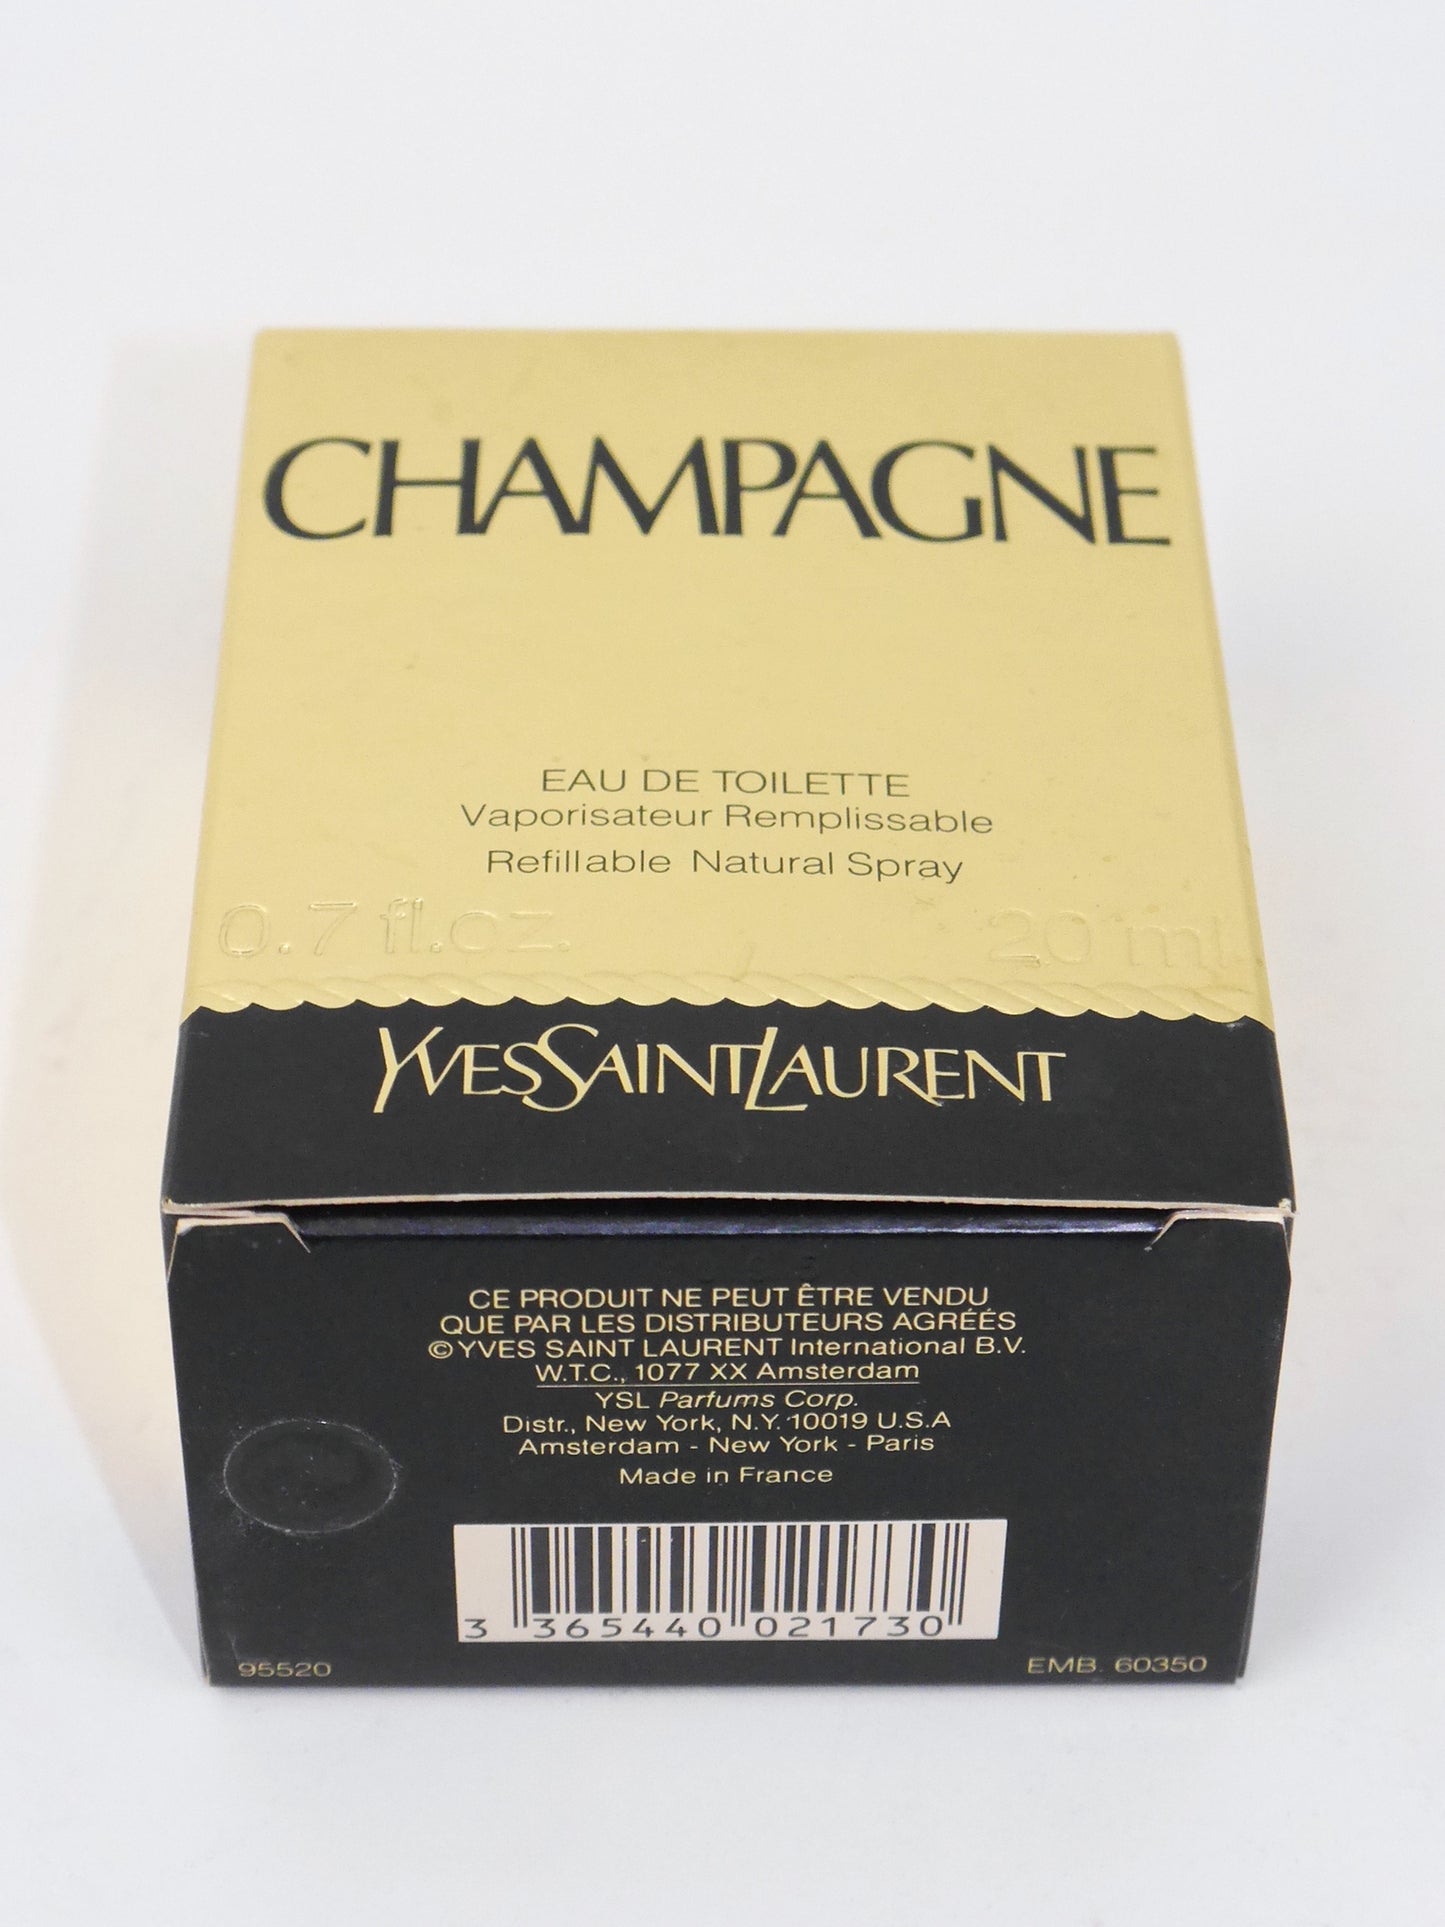 CHAMPAGNE
EAU DE TOILETTE
Vaporisateur Remplissable
Refillable Natural Spray
0.7 fl.oz. 20 ml
YVESSAINTLAURENT
CE PRODUIT NE PEUT ÊTRE VENDU
QUE PAR LES DISTRIBUTEURS AGRÉÉS
©YVES SAINT LAURENT International B.V.
W.T.C., 1077 XX Amsterdam
YSL Parfums Corp.
Distr., New York, N.Y. 10019 U.S.A
Amsterdam - New York - Paris
Made in France
3 365440 021730
95520 EMB. 60350